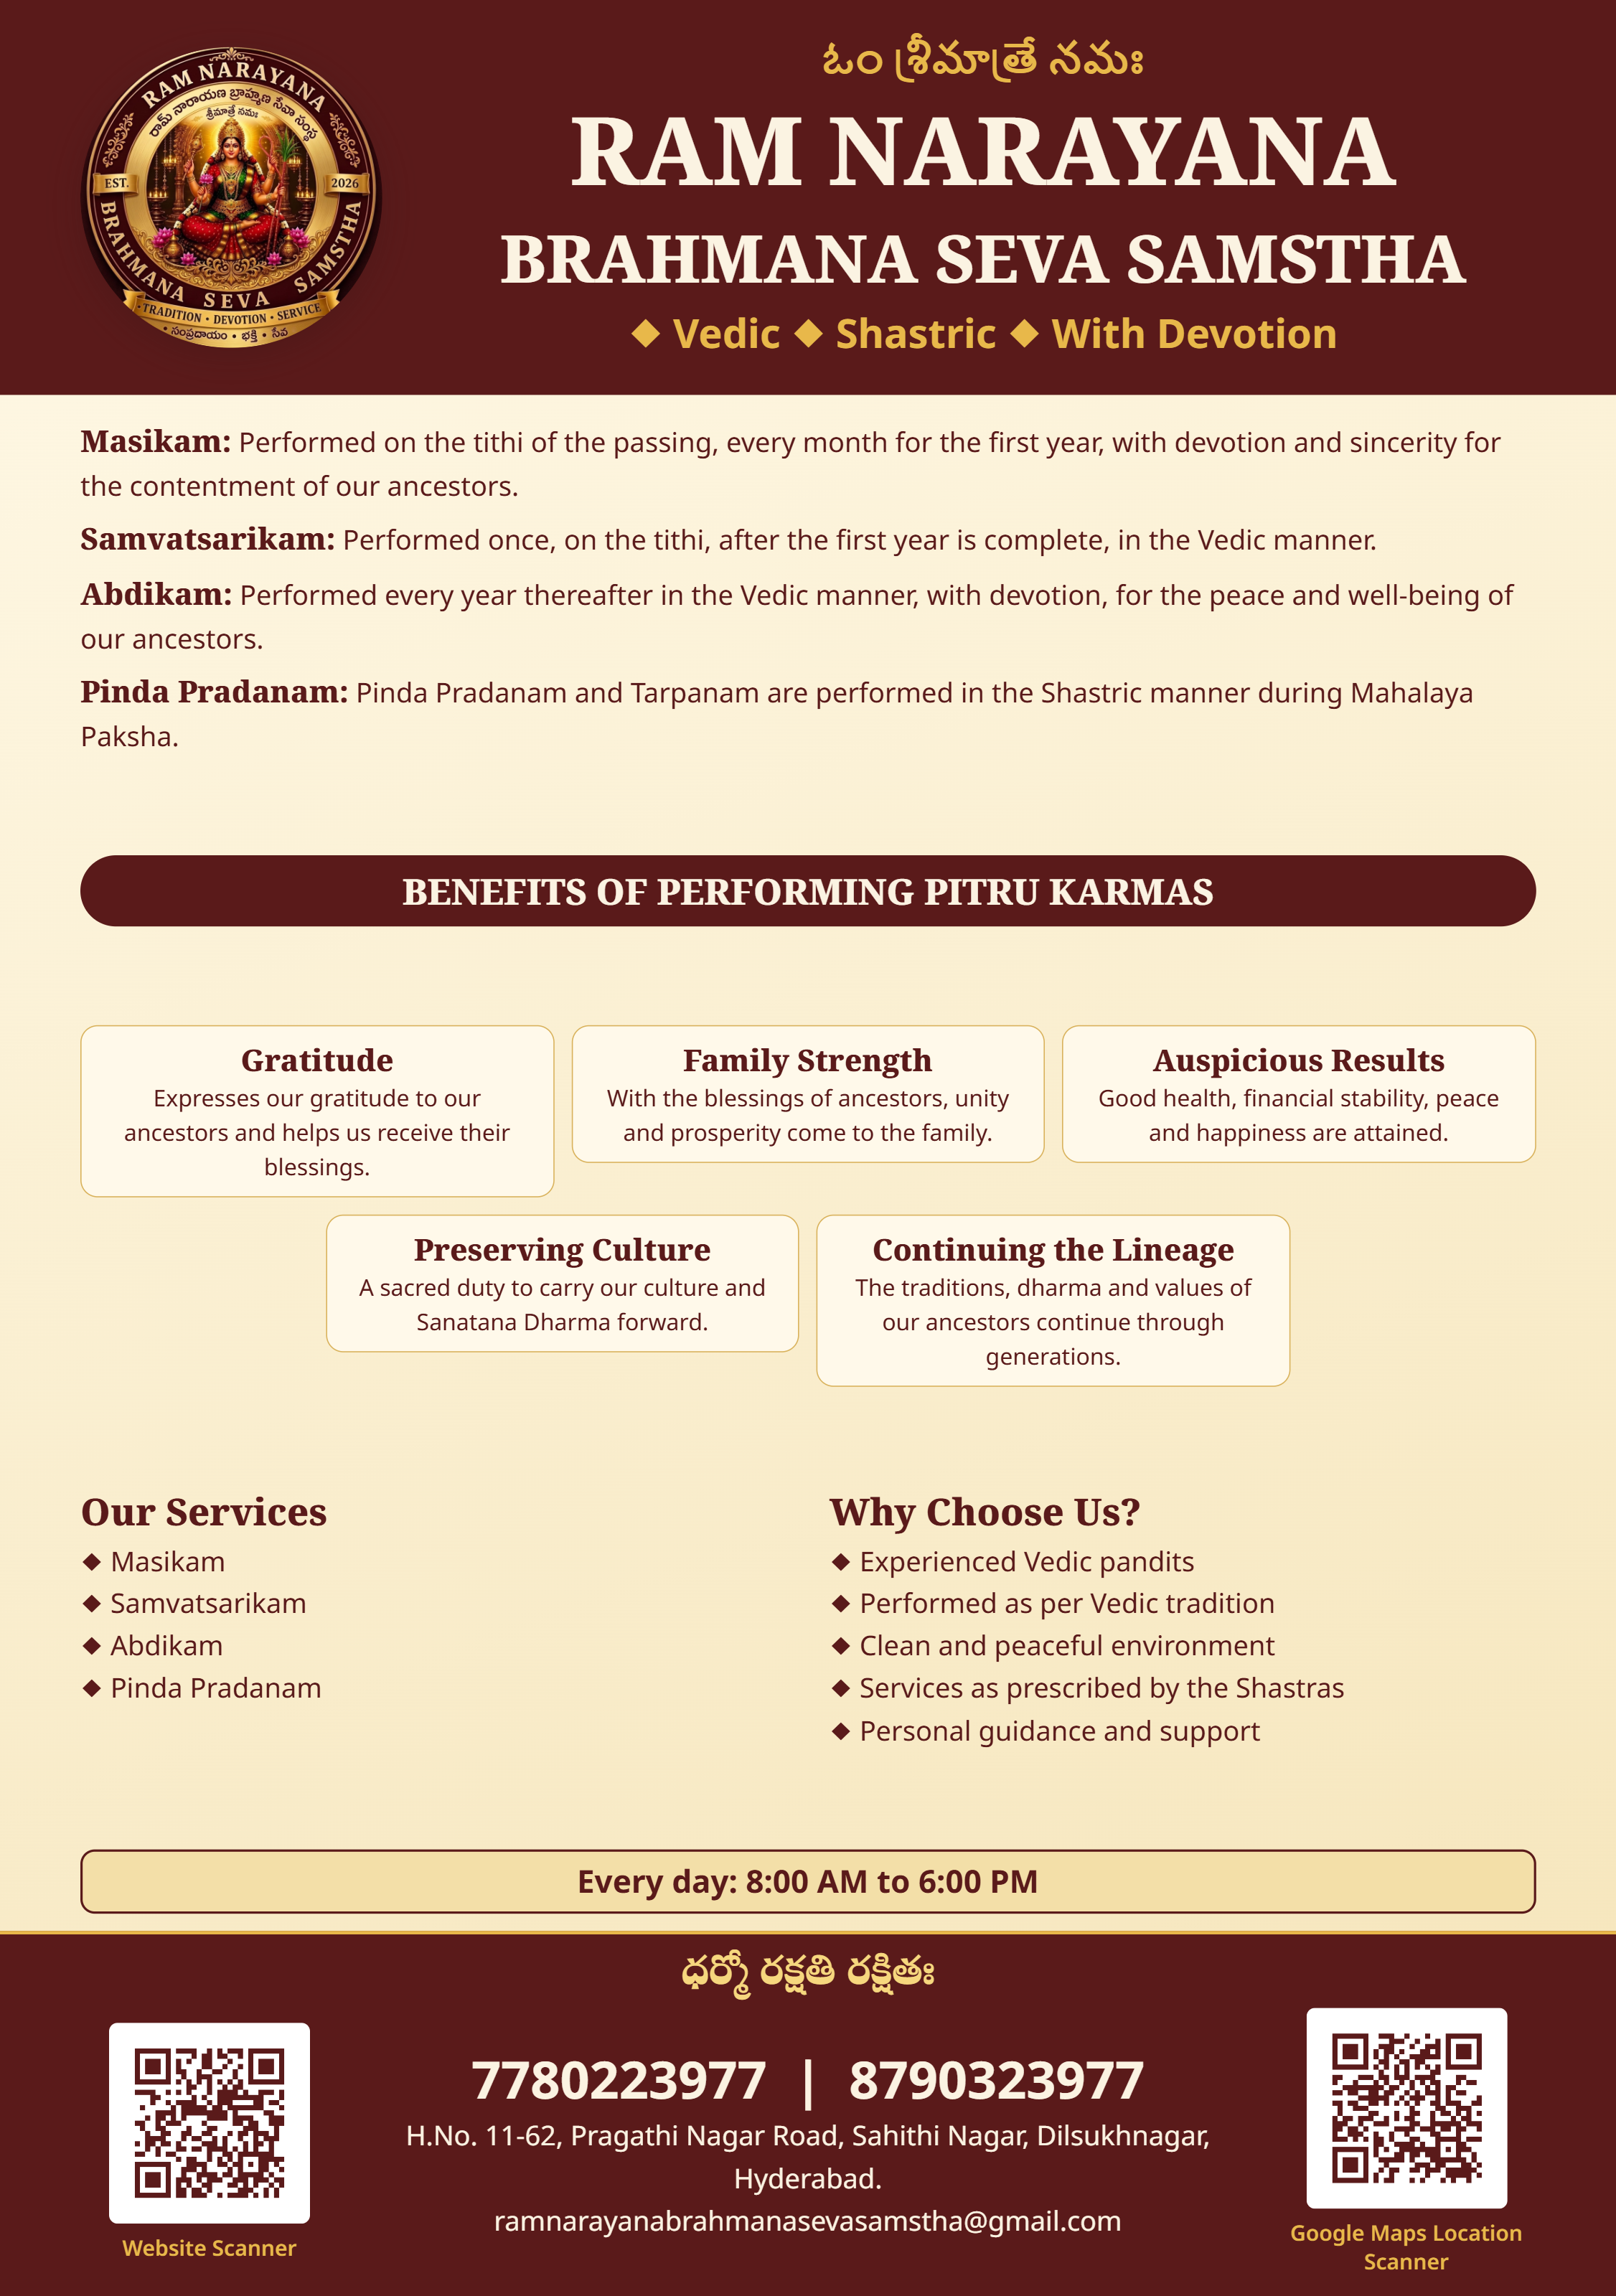 RAM NARAYANA
రామ్ నారాయణ బ్రాహ్మణ సేవా సంస్థ
శ్రీమాత్రే నమః
EST. 2026
BRAHMANA SEVA SAMSTHA
TRADITION • DEVOTION • SERVICE
• సంప్రదాయం • భక్తి • సేవ
ఓం శ్రీమాత్రే నమః
RAM NARAYANA
BRAHMANA SEVA SAMSTHA
◆ Vedic ◆ Shastric ◆ With Devotion
Masikam: Performed on the tithi of the passing, every month for the first year, with devotion and sincerity for
the contentment of our ancestors.
Samvatsarikam: Performed once, on the tithi, after the first year is complete, in the Vedic manner.
Abdikam: Performed every year thereafter in the Vedic manner, with devotion, for the peace and well-being of
our ancestors.
Pinda Pradanam: Pinda Pradanam and Tarpanam are performed in the Shastric manner during Mahalaya
Paksha.
BENEFITS OF PERFORMING PITRU KARMAS
Gratitude
Expresses our gratitude to our
ancestors and helps us receive their
blessings.
Family Strength
With the blessings of ancestors, unity
and prosperity come to the family.
Auspicious Results
Good health, financial stability, peace
and happiness are attained.
Preserving Culture
A sacred duty to carry our culture and
Sanatana Dharma forward.
Continuing the Lineage
The traditions, dharma and values of
our ancestors continue through
generations.
Our Services
◆ Masikam
◆ Samvatsarikam
◆ Abdikam
◆ Pinda Pradanam
Why Choose Us?
◆ Experienced Vedic pandits
◆ Performed as per Vedic tradition
◆ Clean and peaceful environment
◆ Services as prescribed by the Shastras
◆ Personal guidance and support
Every day: 8:00 AM to 6:00 PM
ధర్మో రక్షతి రక్షితః
7780223977 | 8790323977
H.No. 11-62, Pragathi Nagar Road, Sahithi Nagar, Dilsukhnagar,
Hyderabad.
ramnarayanabrahmanasevasamstha@gmail.com
Website Scanner
Google Maps Location
Scanner